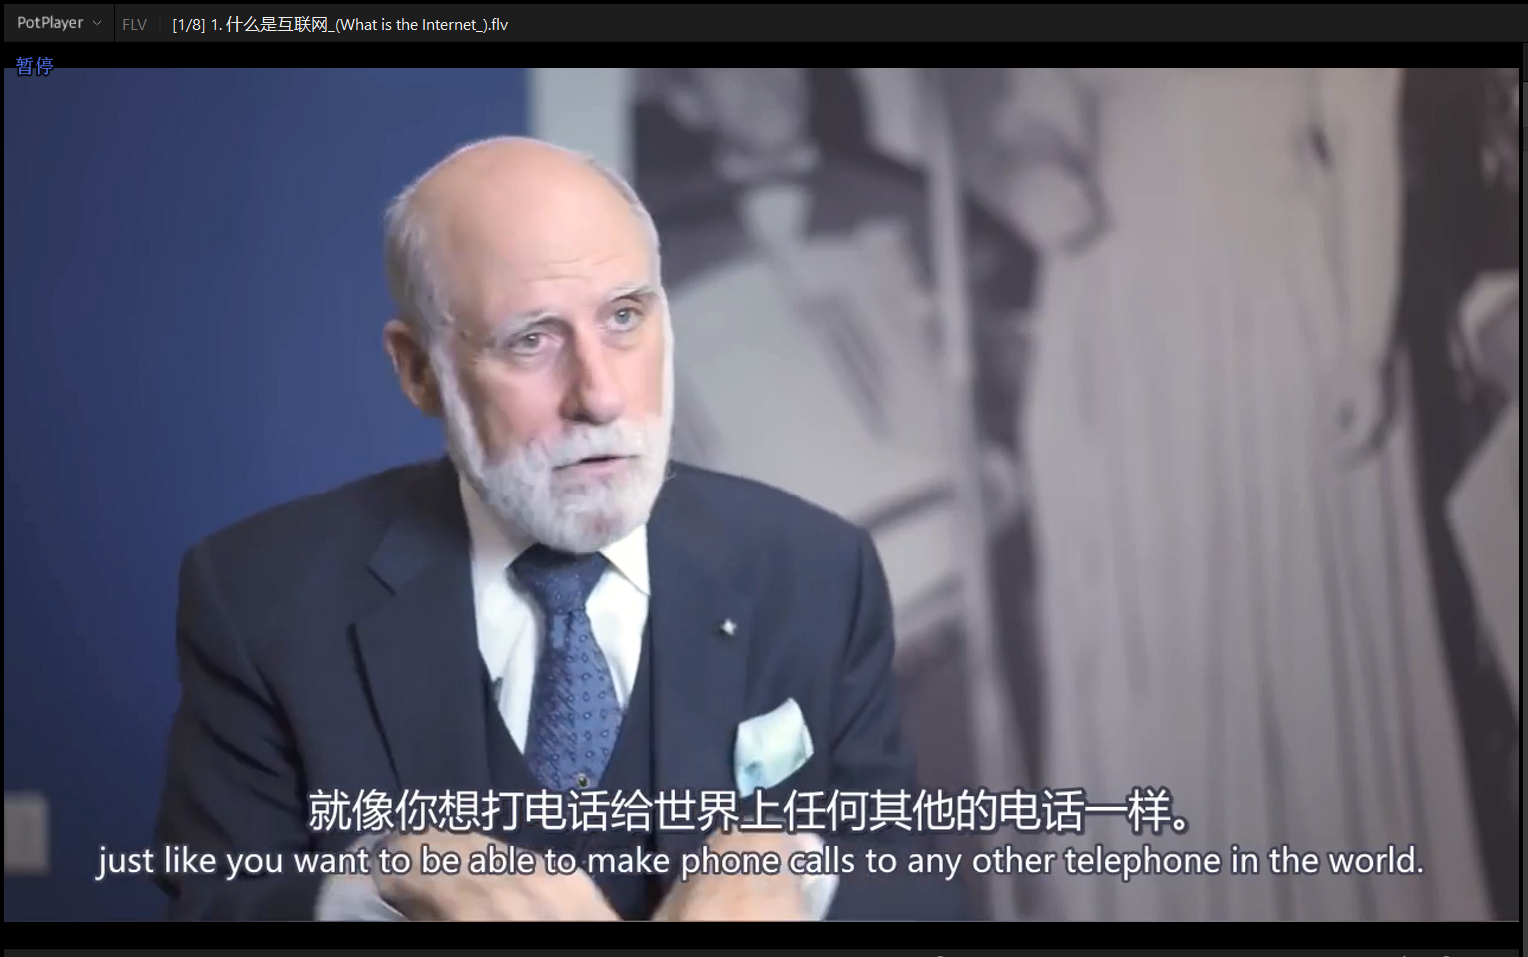 PotPlayer
FLV
[1/8] 1. 什么是互联网_(What is the Internet_).flv
暂停
就像你想打电话给世界上任何其他的电话一样。
just like you want to be able to make phone calls to any other telephone in the world.